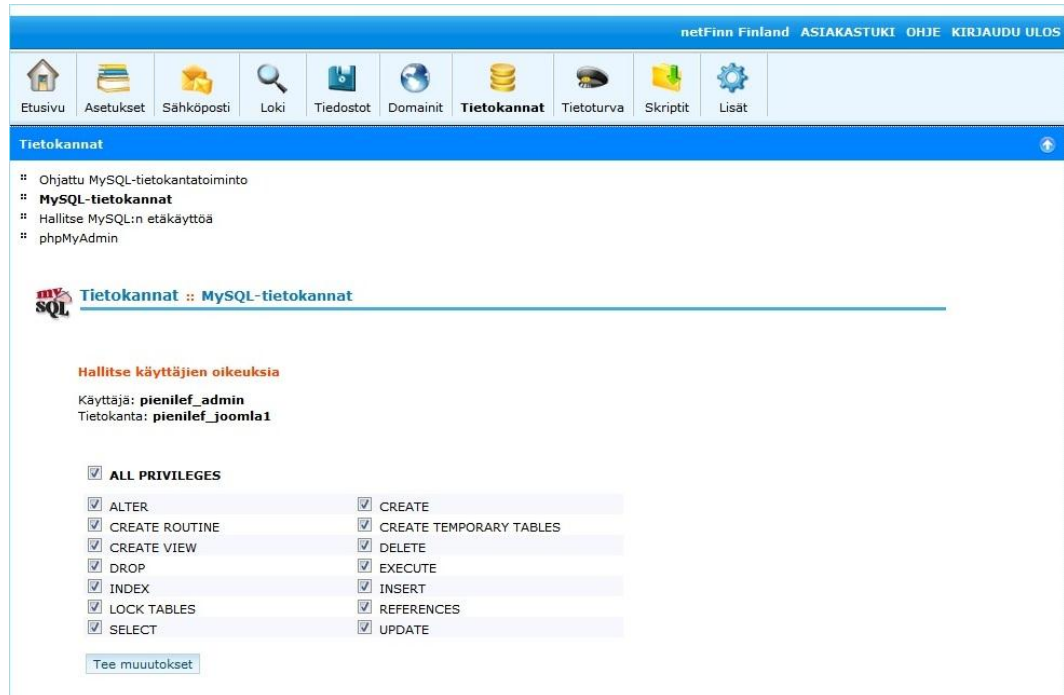 netFinn Finland ASIAKASTUKI OHJE KIRJAUDU ULOS
Etusivu Asetukset Sähköposti Loki Tiedostot Domainit Tietokannat Tietoturva Skriptit Lisät
Tietokannat
Ohjattu MySQL-tietokantatoiminto
MySQL-tietokannat
Hallitse MySQL:n etäkäyttöä
phpMyAdmin
my
SQL
Tietokannat :: MySQL-tietokannat
Hallitse käyttäjien oikeuksia
Käyttäjä: pienilef_admin
Tietokanta: pienilef_joomla1
ALL PRIVILEGES
ALTER CREATE
CREATE ROUTINE CREATE TEMPORARY TABLES
CREATE VIEW DELETE
DROP EXECUTE
INDEX INSERT
LOCK TABLES REFERENCES
SELECT UPDATE
Tee muuutokset